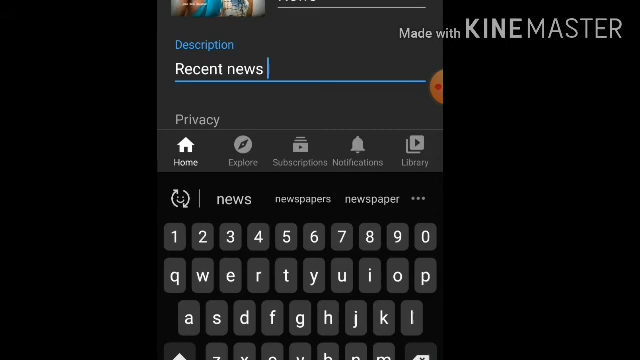 Made with KINEMASTER
Description
Recent news
Privacy
Home Explore Subscriptions Notifications Library
news newspapers newspaper
1 2 3 4 5 6 7 8 9 0
q w e r t y u i o p
a s d f g h j k l